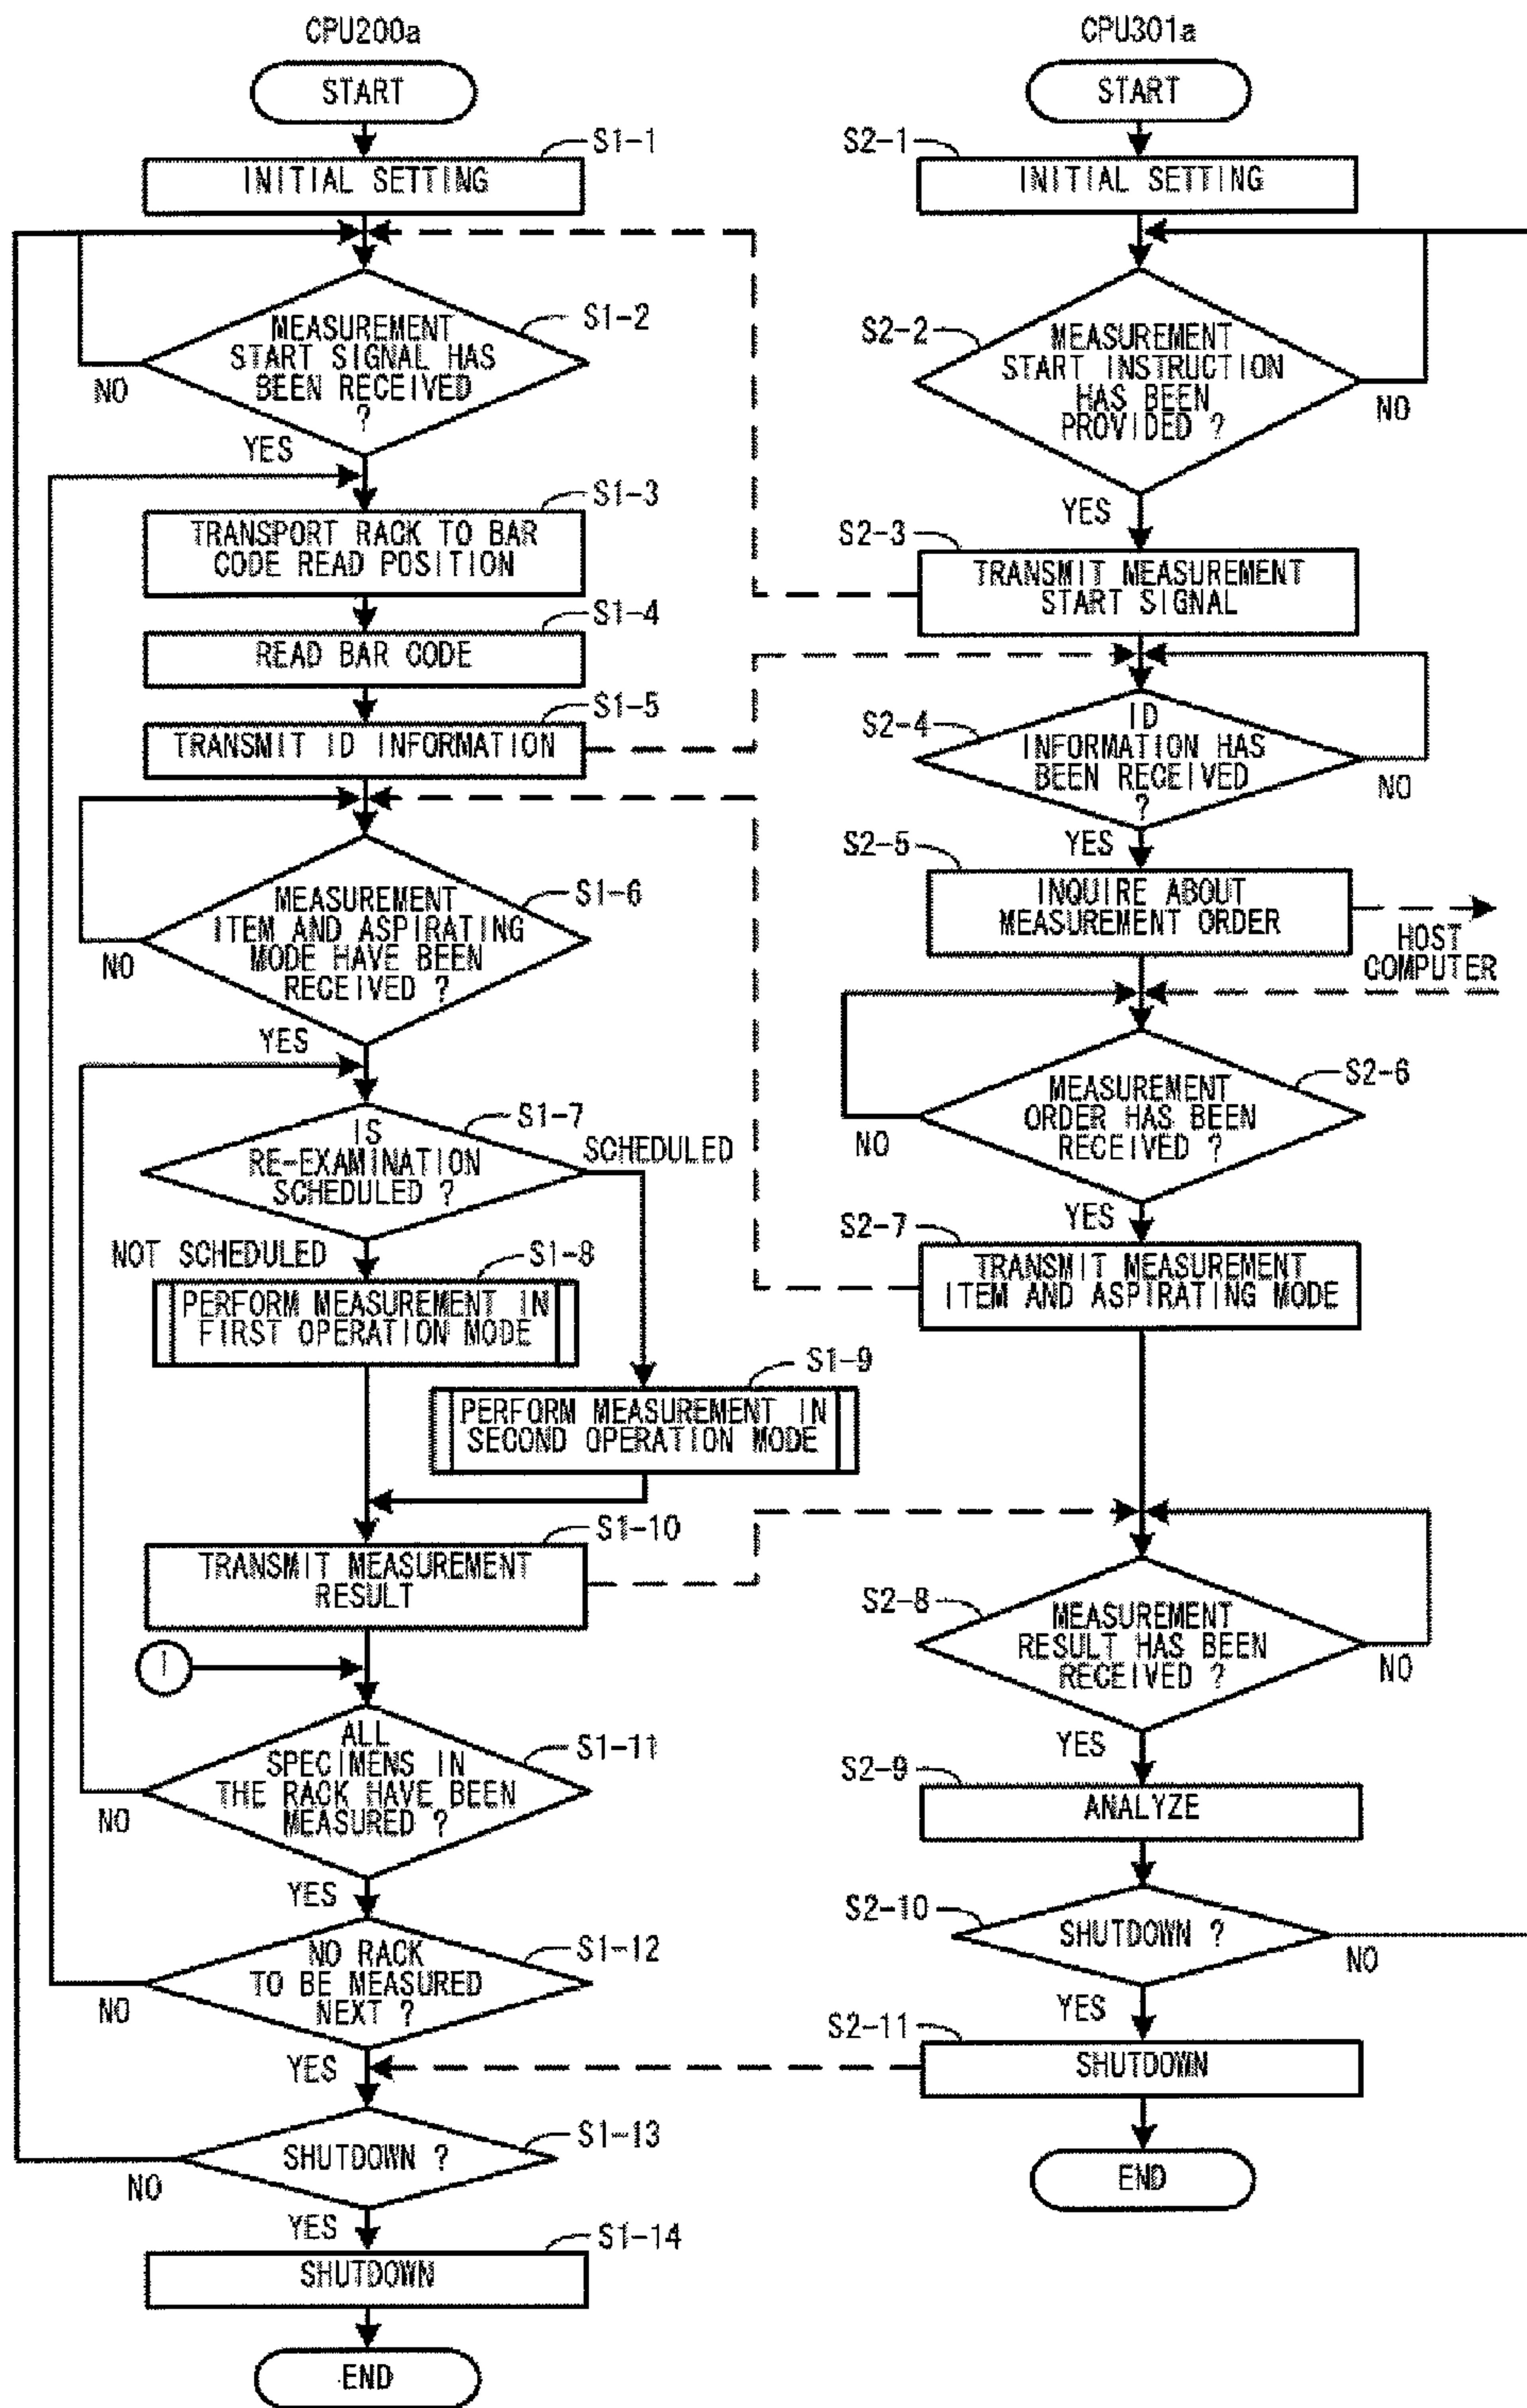 CPU200a
START
S1-1
INITIAL SETTING
S1-2
MEASUREMENT
START SIGNAL HAS
BEEN RECEIVED
?
NO
YES
S1-3
TRANSPORT RACK TO BAR
CODE READ POSITION
S1-4
READ BAR CODE
S1-5
TRANSMIT ID INFORMATION
S1-6
MEASUREMENT
ITEM AND ASPIRATING
MODE HAVE BEEN
RECEIVED ?
NO
YES
S1-7
IS
RE-EXAMINATION
SCHEDULED ?
SCHEDULED
NOT SCHEDULED
S1-8
PERFORM MEASUREMENT IN
FIRST OPERATION MODE
S1-9
PERFORM MEASUREMENT IN
SECOND OPERATION MODE
S1-10
TRANSMIT MEASUREMENT
RESULT
1
S1-11
ALL
SPECIMENS IN
THE RACK HAVE BEEN
MEASURED ?
NO
YES
S1-12
NO RACK
TO BE MEASURED
NEXT ?
NO
YES
S1-13
SHUTDOWN ?
NO
YES
S1-14
SHUTDOWN
END
CPU301a
START
S2-1
INITIAL SETTING
S2-2
MEASUREMENT
START INSTRUCTION
HAS BEEN
PROVIDED ?
NO
YES
S2-3
TRANSMIT MEASUREMENT
START SIGNAL
S2-4
ID
INFORMATION HAS
BEEN RECEIVED
?
NO
YES
S2-5
INQUIRE ABOUT
MEASUREMENT ORDER
HOST
COMPUTER
S2-6
MEASUREMENT
ORDER HAS BEEN
RECEIVED ?
NO
YES
S2-7
TRANSMIT MEASUREMENT
ITEM AND ASPIRATING MODE
S2-8
MEASUREMENT
RESULT HAS BEEN
RECEIVED ?
NO
YES
S2-9
ANALYZE
S2-10
SHUTDOWN ?
NO
YES
S2-11
SHUTDOWN
END